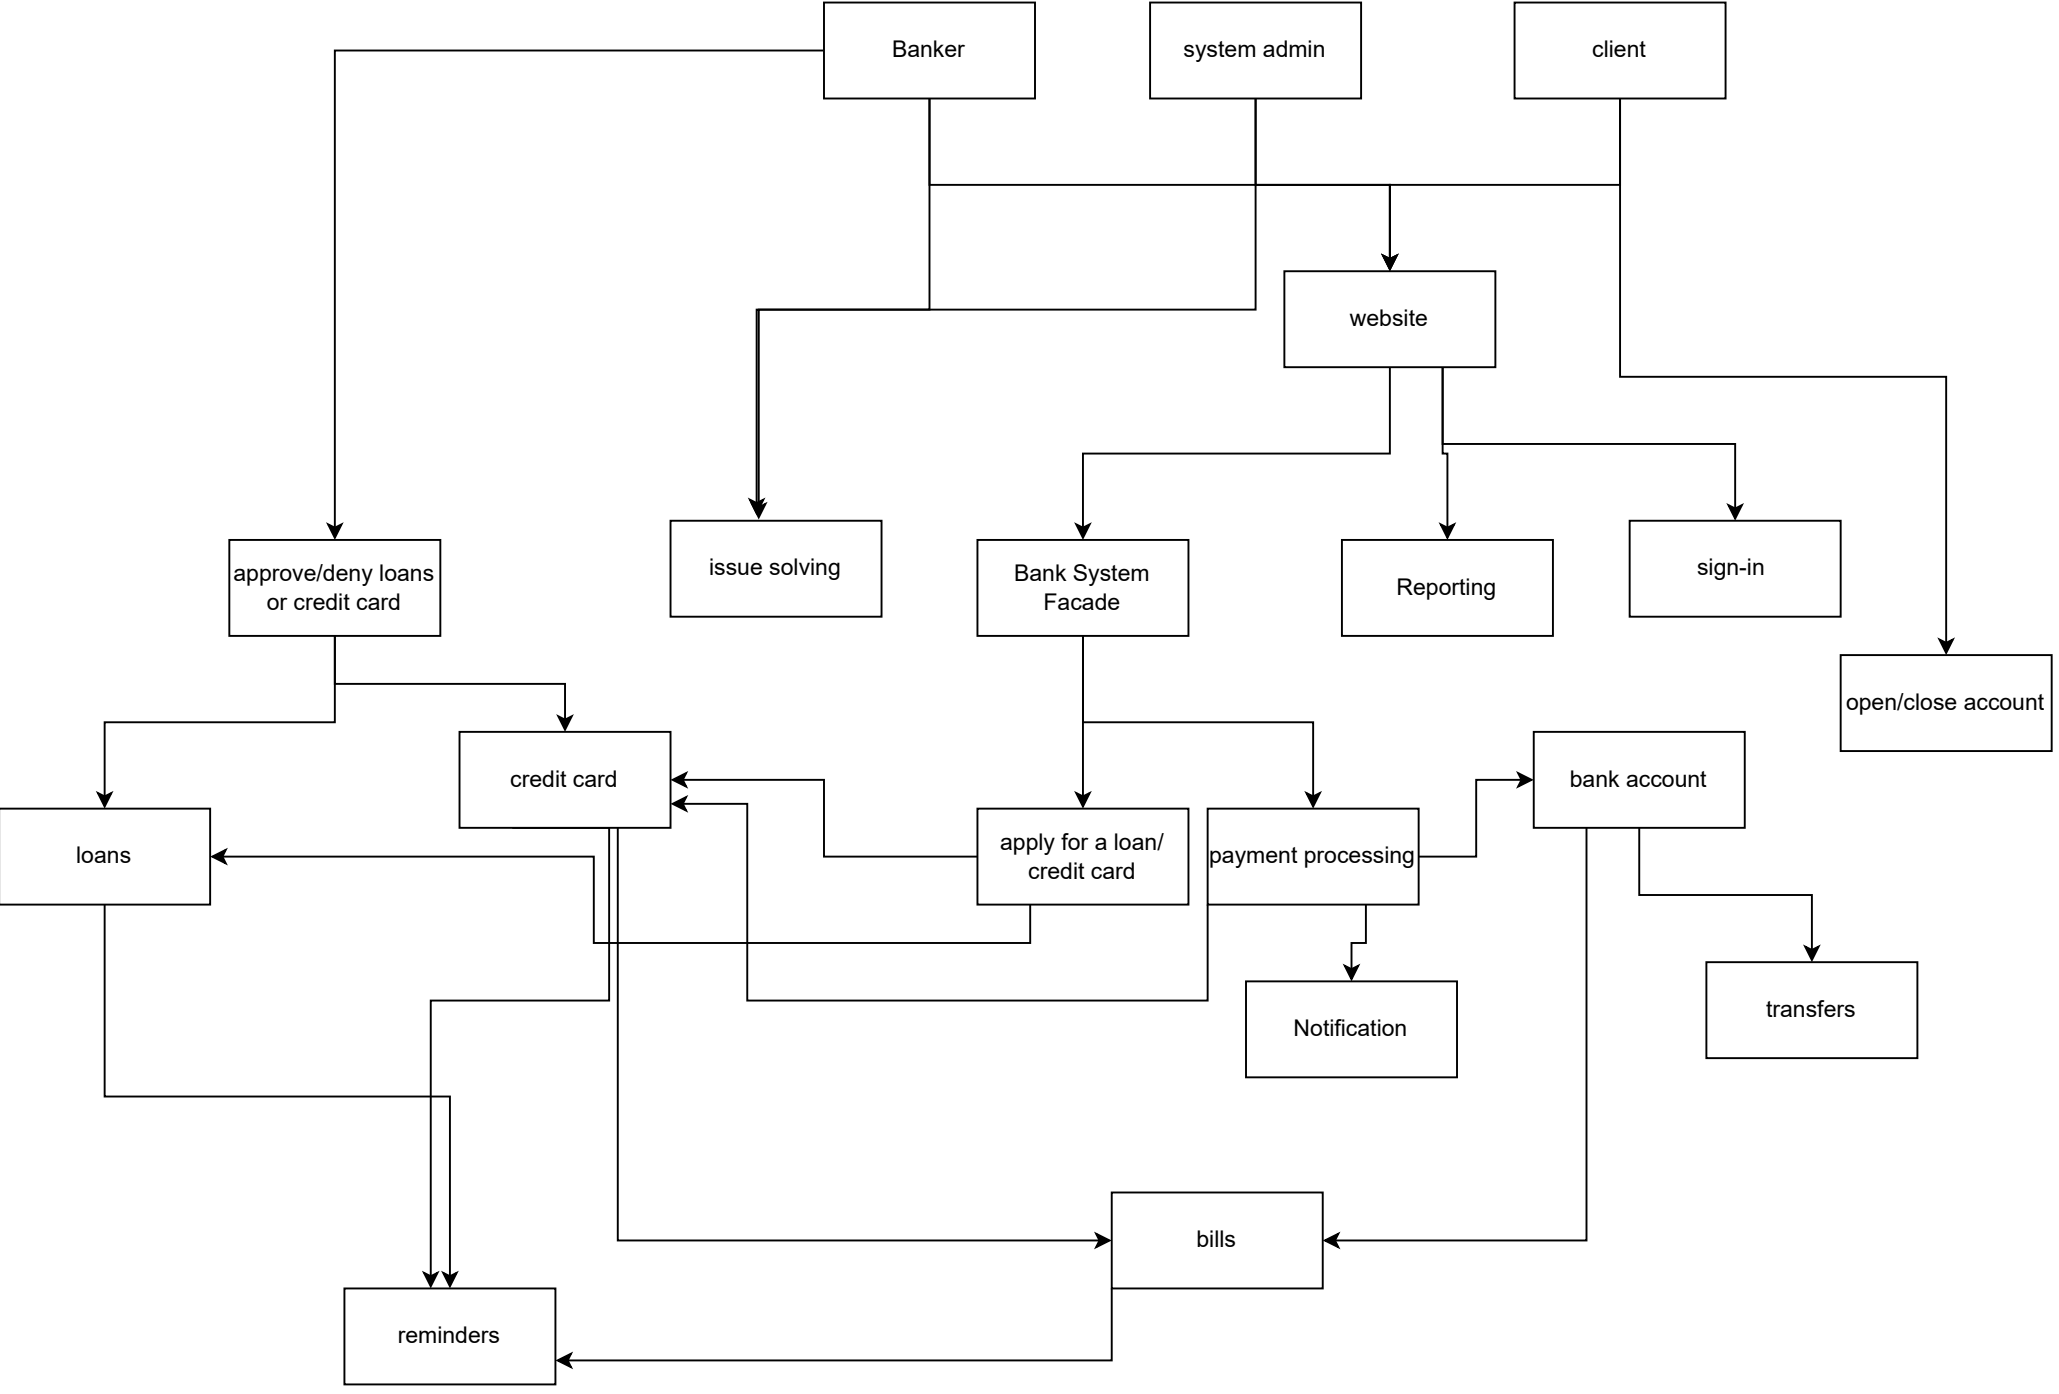 Banker
system admin
client
website
approve/deny loans
or credit card
issue solving
Bank System
Facade
Reporting
sign-in
open/close account
credit card
bank account
loans
apply for a loan/
credit card
payment processing
Notification
transfers
bills
reminders